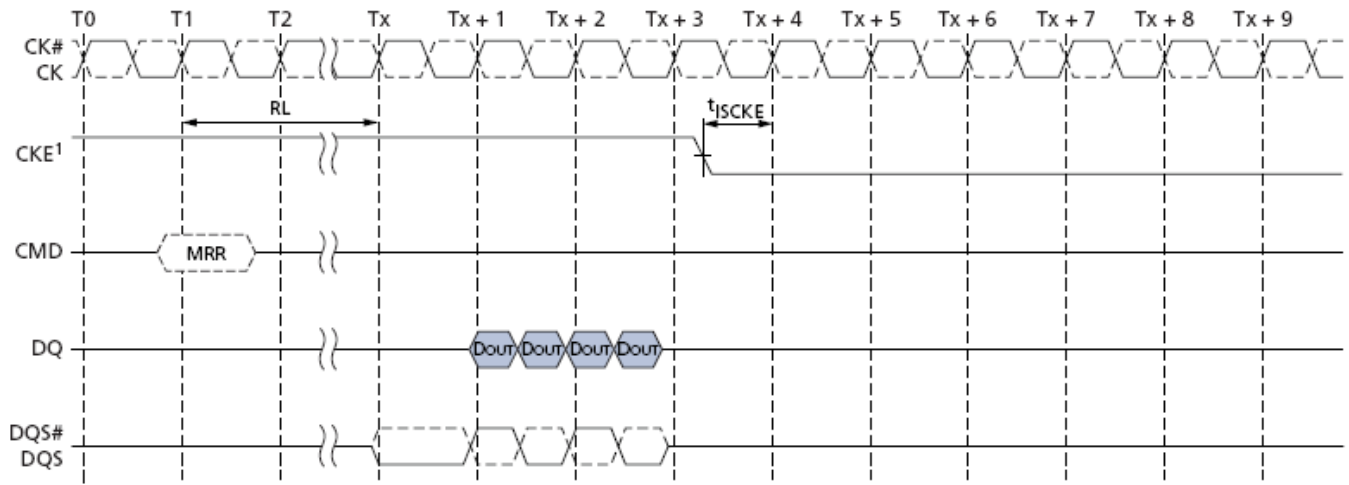 T0 T1 T2 Tx Tx + 1 Tx + 2 Tx + 3 Tx + 4 Tx + 5 Tx + 6 Tx + 7 Tx + 8 Tx + 9
CK#
CK
RL
tISCKE
CKE1
CMD MRR
DQ DOUT DOUT DOUT DOUT
DQS#
DQS